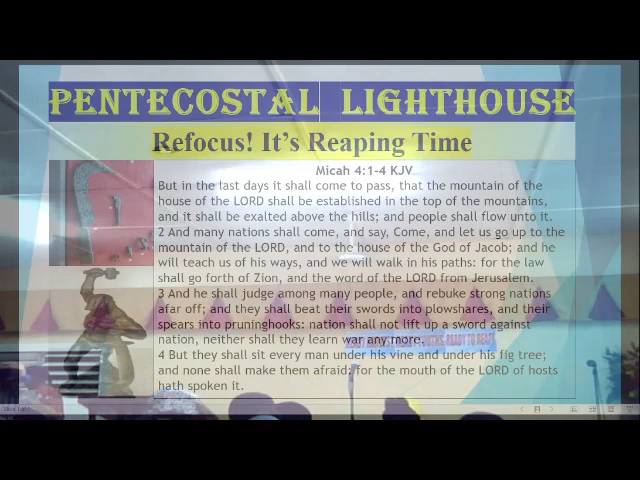 PENTECOSTAL LIGHTHOUSE
Refocus! It's Reaping Time
Micah 4:1-4 KJV
But in the last days it shall come to pass, that the mountain of the
house of the LORD shall be established in the top of the mountains,
and it shall be exalted above the hills; and people shall flow unto it.
2 And many nations shall come, and say, Come, and let us go up to the
mountain of the LORD, and to the house of the God of Jacob; and he
will teach us of his ways, and we will walk in his paths: for the law
shall go forth of Zion, and the word of the LORD from Jerusalem.
3 And he shall judge among many people, and rebuke strong nations
afar off; and they shall beat their swords into plowshares, and their
spears into pruninghooks: nation shall not lift up a sword against
nation, neither shall they learn war any more.
READY TO REAP
4 But they shall sit every man under his vine and under his fig tree;
and none shall make them afraid: for the mouth of the LORD of hosts
hath spoken it.